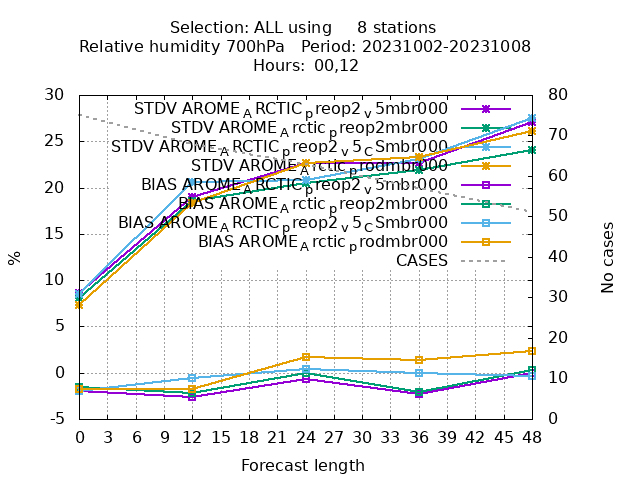 Selection: ALL using 8 stations
Relative humidity 700hPa Period: 20231002-20231008
Hours: 00,12
30
25
20
15
10
5
0
-5
%
80
70
60
50
40
30
20
10
0
No cases
STDV AROME_ARCTIC_preop2_v5mbr000
STDV AROME_Arctic_preop2mbr000
STDV AROME_ARCTIC_preop2_v5_CSmbr000
STDV AROME_Arctic_prodmbr000
BIAS AROME_ARCTIC_preop2_v5mbr000
BIAS AROME_Arctic_preop2mbr000
BIAS AROME_ARCTIC_preop2_v5_CSmbr000
BIAS AROME_Arctic_prodmbr000
CASES
0 3 6 9 12 15 18 21 24 27 30 33 36 39 42 45 48
Forecast length